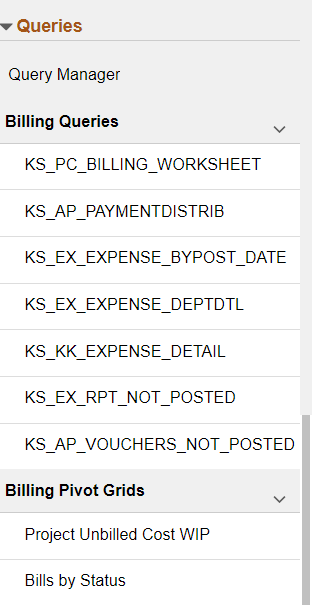 Queries
Query Manager
Billing Queries
KS_PC_BILLING_WORKSHEET
KS_AP_PAYMENTDISTRIB
KS_EX_EXPENSE_BYPOST_DATE
KS_EX_EXPENSE_DEPTDTL
KS_KK_EXPENSE_DETAIL
KS_EX_RPT_NOT_POSTED
KS_AP_VOUCHERS_NOT_POSTED
Billing Pivot Grids
Project Unbilled Cost WIP
Bills by Status